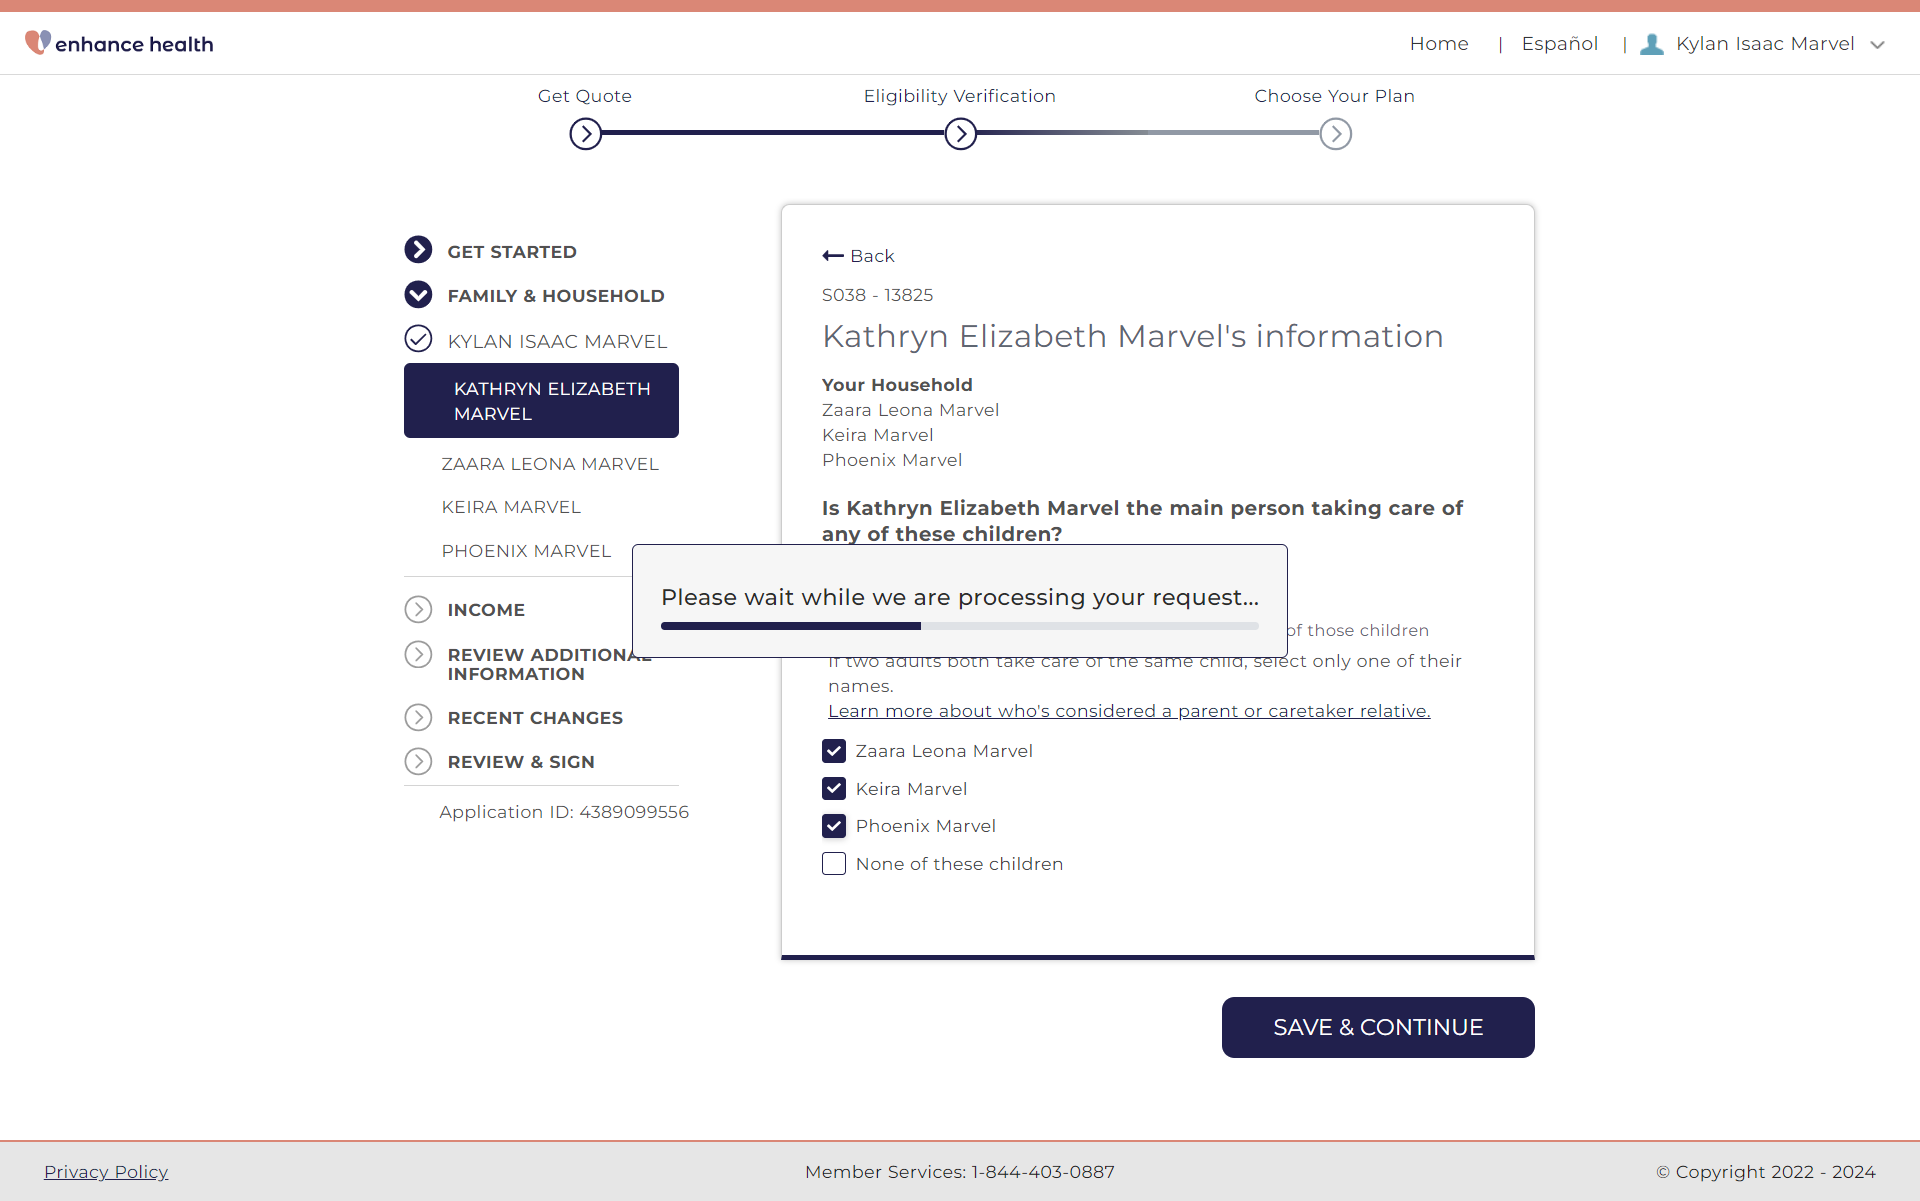 enhance health
Home | Español | Kylan Isaac Marvel
Get Quote
Eligibility Verification
Choose Your Plan
GET STARTED
FAMILY & HOUSEHOLD
KYLAN ISAAC MARVEL
KATHRYN ELIZABETH
MARVEL
ZAARA LEONA MARVEL
KEIRA MARVEL
PHOENIX MARVEL
INCOME
REVIEW ADDITIONAL
INFORMATION
RECENT CHANGES
REVIEW & SIGN
Application ID: 4389099556
Back
S038 - 13825
Kathryn Elizabeth Marvel's information
Your Household
Zaara Leona Marvel
Keira Marvel
Phoenix Marvel
Is Kathryn Elizabeth Marvel the main person taking care of
any of these children?
Please wait while we are processing your request...
of those children
If two adults both take care of the same child, select only one of their
names.
Learn more about who's considered a parent or caretaker relative.
Zaara Leona Marvel
Keira Marvel
Phoenix Marvel
None of these children
SAVE & CONTINUE
Privacy Policy
Member Services: 1-844-403-0887
© Copyright 2022 - 2024